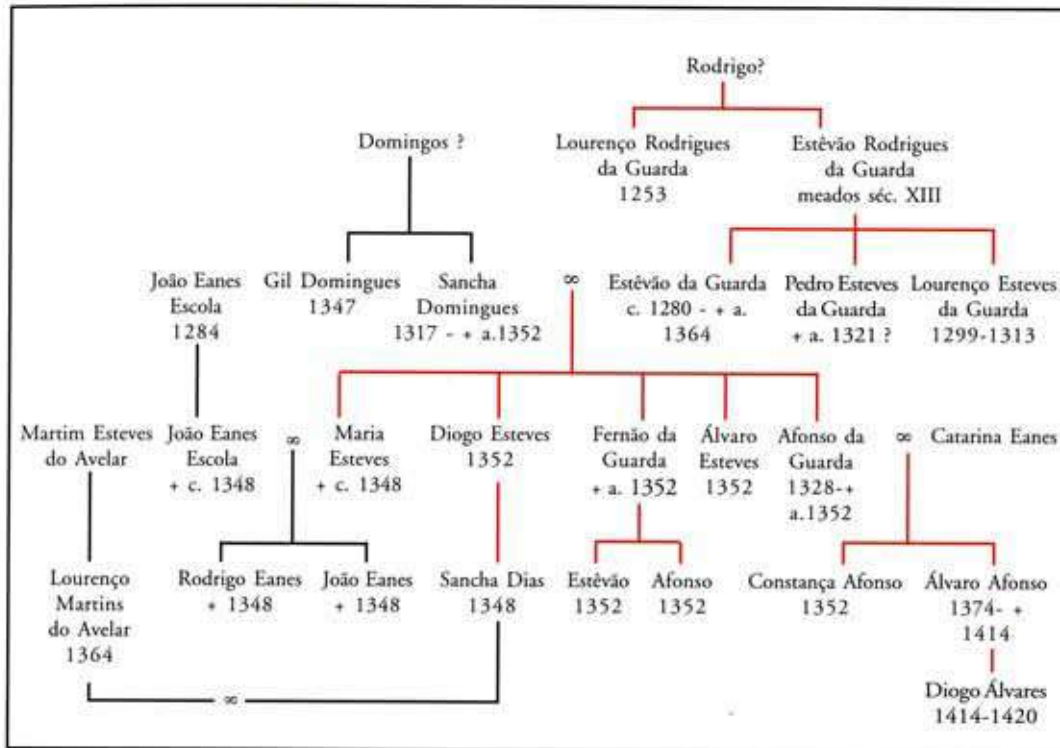 Rodrigo?
Domingos ?
Lourenço Rodrigues
da Guarda
1253
Estêvão Rodrigues
da Guarda
meados séc. XIII
João Eanes
Escola
1284
Gil Domingues
1347
Sancha
Domingues
1317 - + a.1352
∞
Estêvão da Guarda
c. 1280 - + a.
1364
Pedro Esteves
da Guarda
+ a. 1321 ?
Lourenço Esteves
da Guarda
1299-1313
Martim Esteves
do Avelar
João Eanes
Escola
+ c. 1348
∞
Maria
Esteves
+ c. 1348
Diogo Esteves
1352
Fernão da
Guarda
+ a. 1352
Álvaro
Esteves
1352
Afonso da
Guarda
1328-+
a.1352
∞
Catarina Eanes
Lourenço
Martins
do Avelar
1364
Rodrigo Eanes
+ 1348
João Eanes
+ 1348
Sancha Dias
1348
Estêvão
1352
Afonso
1352
Constança Afonso
1352
Álvaro Afonso
1374- +
1414
∞
Diogo Álvares
1414-1420